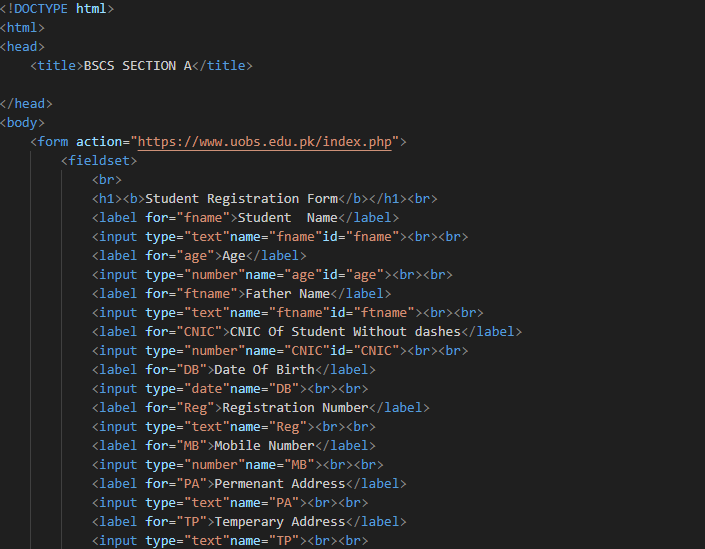 <!DOCTYPE html>
<html>
<head>
    <title>BSCS SECTION A</title>

</head>
<body>
    <form action="https://www.uobs.edu.pk/index.php">
        <fieldset>
            <br>
            <h1><b>Student Registration Form</b></h1><br>
            <label for="fname">Student  Name</label>
            <input type="text"name="fname"id="fname"><br><br>
            <label for="age">Age</label>
            <input type="number"name="age"id="age"><br><br>
            <label for="ftname">Father Name</label>
            <input type="text"name="ftname"id="ftname"><br><br>
            <label for="CNIC">CNIC Of Student Without dashes</label>
            <input type="number"name="CNIC"id="CNIC"><br><br>
            <label for="DB">Date Of Birth</label>
            <input type="date"name="DB"><br><br>
            <label for="Reg">Registration Number</label>
            <input type="text"name="Reg"><br><br>
            <label for="MB">Mobile Number</label>
            <input type="number"name="MB"><br><br>
            <label for="PA">Permenant Address</label>
            <input type="text"name="PA"><br><br>
            <label for="TP">Temperary Address</label>
            <input type="text"name="TP"><br><br>